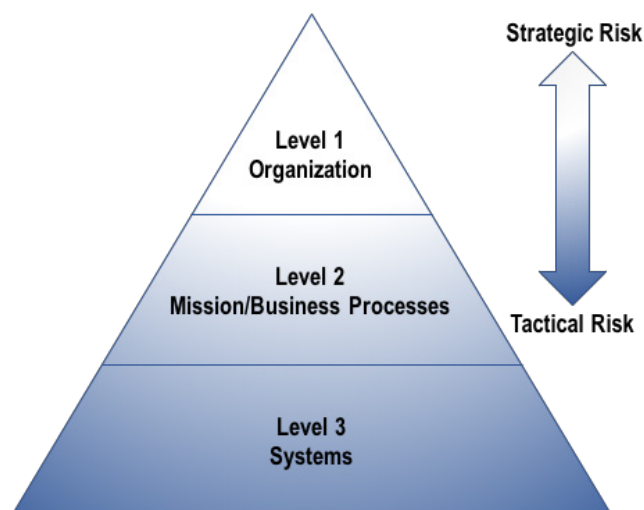 Strategic Risk
Level 1
Organization
Level 2
Mission/Business Processes
Tactical Risk
Level 3
Systems